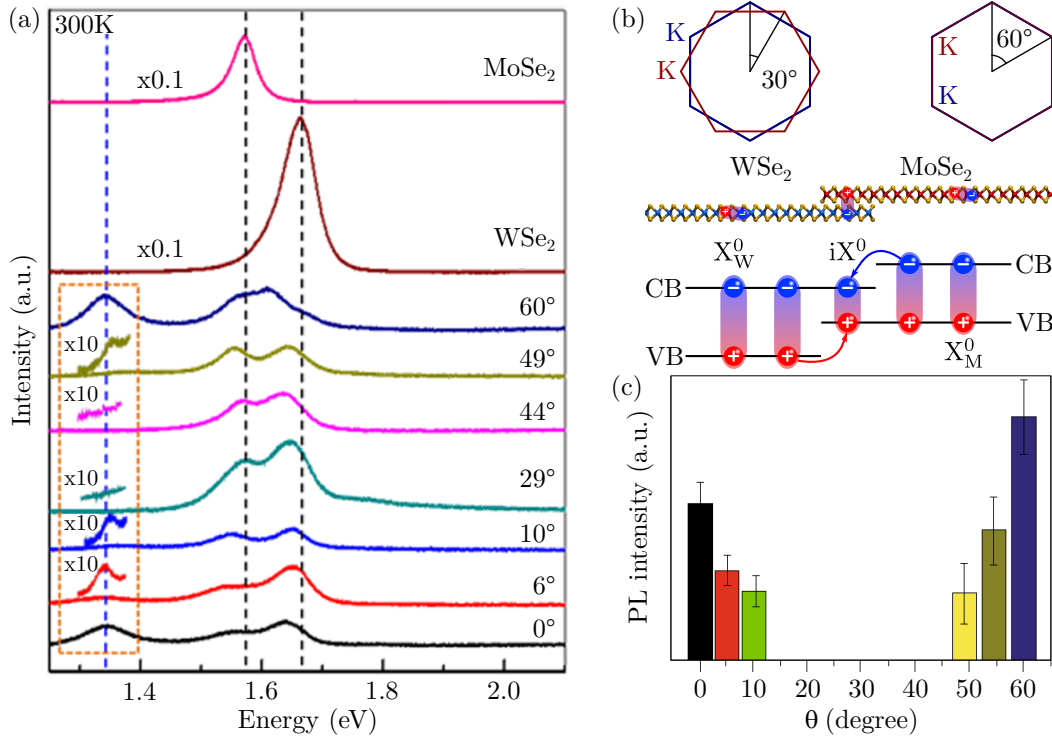 (a)
300K
MoSe₂
x0.1
WSe₂
x0.1
60°
x10
49°
x10
44°
x10
29°
x10
10°
x10
6°
0°
Intensity (a.u.)
1.4 1.6 1.8 2.0
Energy (eV)
(b)
K
K
30°
K
K
60°
WSe₂ MoSe₂
X⁰_W iX⁰
CB CB
VB VB
X⁰_M
(c)
PL intensity (a.u.)
0 10 20 30 40 50 60
θ (degree)